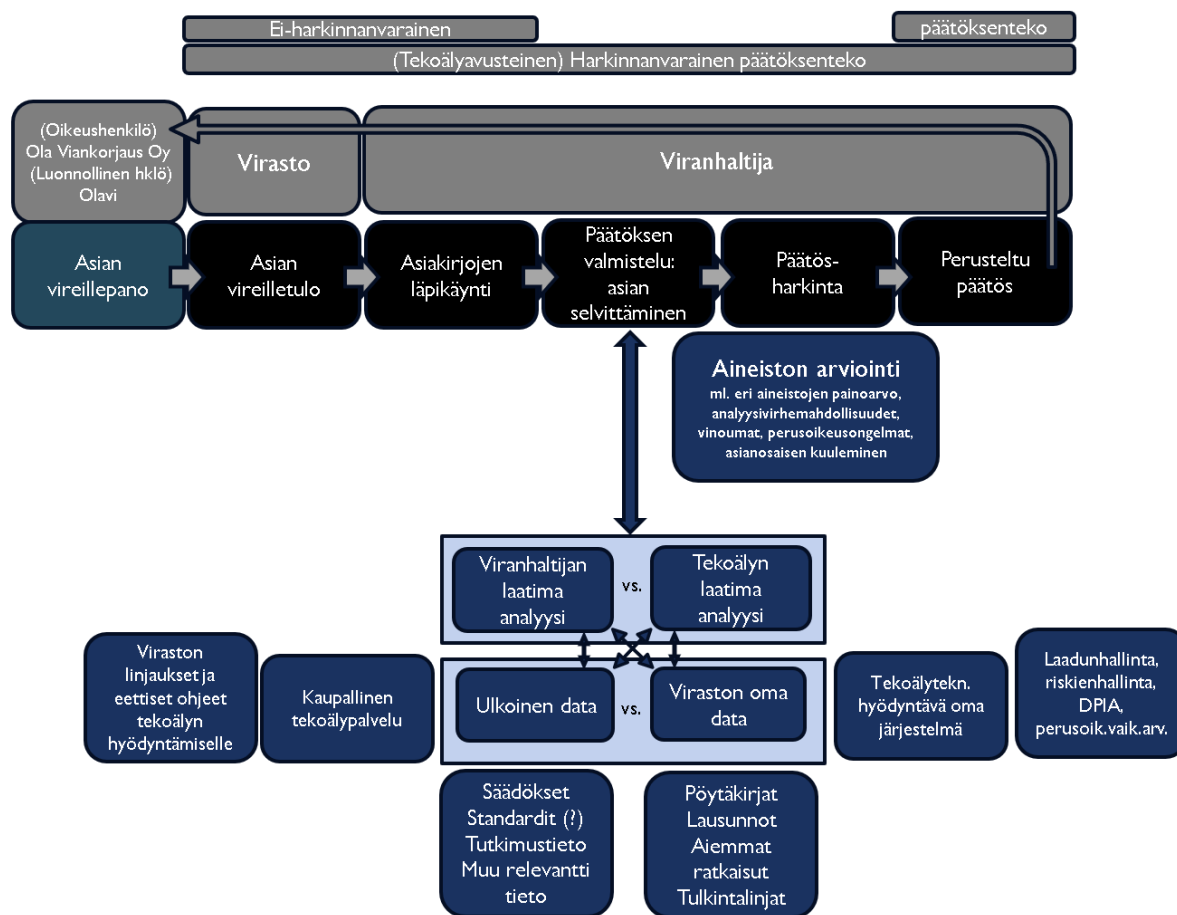 Ei-harkinnanvarainen
päätöksenteko
(Tekoälyavusteinen) Harkinnanvarainen päätöksenteko
(Oikeushenkilö)
Ola Viankorjaus Oy
(Luonnollinen hklö)
Olavi
Virasto
Viranhaltija
Asian
vireillepano
Asian
vireilletulo
Asiakirjojen
läpikäynti
Päätöksen
valmistelu:
asian
selvittäminen
Päätös-
harkinta
Perusteltu
päätös
Aineiston arviointi
ml. eri aineistojen painoarvo,
analyysivirhemahdollisuudet,
vinoumat, perusoikeusongelmat,
asianosaisen kuuleminen
Viranhaltijan
laatima
analyysi
vs.
Tekoälyn
laatima
analyysi
Viraston
linjaukset ja
eettiset ohjeet
tekoälyn
hyödyntämiselle
Kaupallinen
tekoälypalvelu
Ulkoinen data
vs.
Viraston oma
data
Tekoälytekn.
hyödyntävä oma
järjestelmä
Laadunhallinta,
riskienhallinta,
DPIA,
perusoik.vaik.arv.
Säädökset
Standardit (?)
Tutkimustieto
Muu relevantti
tieto
Pöytäkirjat
Lausunnot
Aiemmat
ratkaisut
Tulkintalinjat